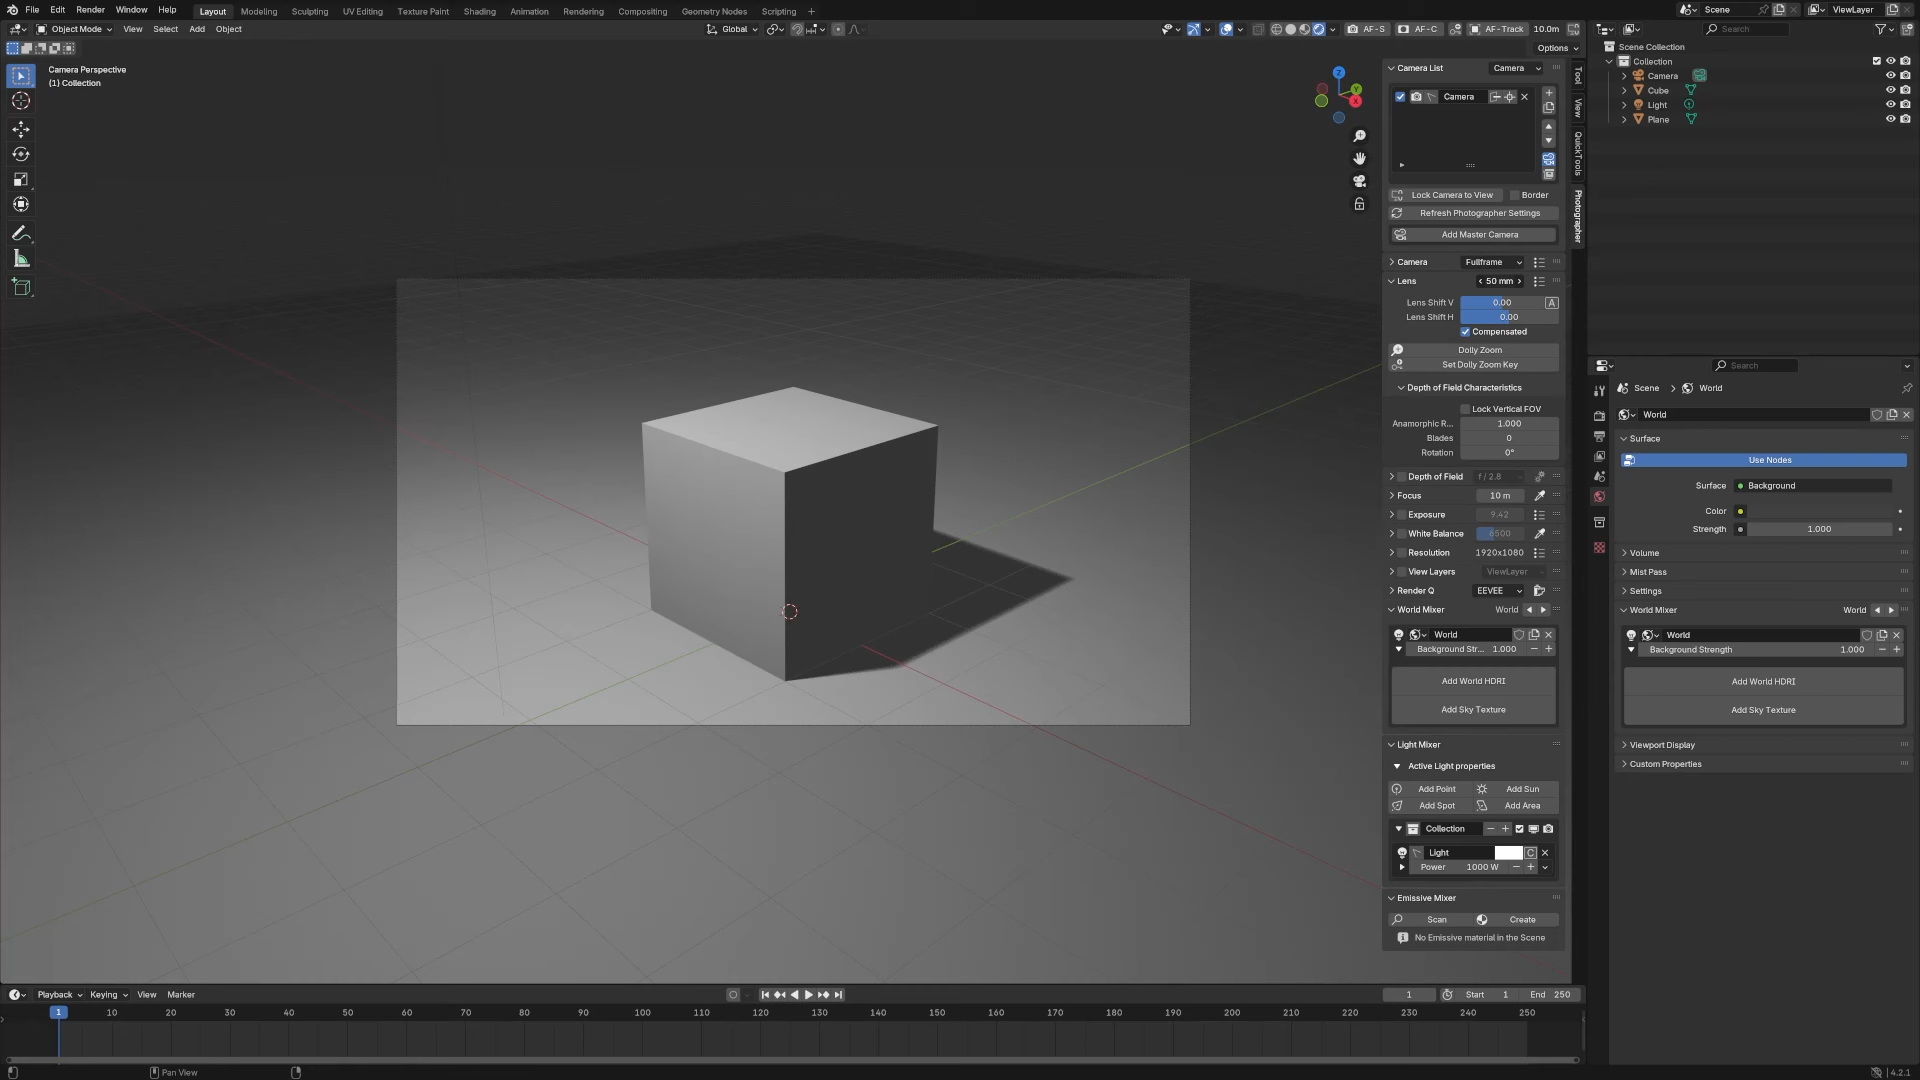 File Edit Render Window Help Layout Modeling Sculpting UV Editing Texture Paint Shading Animation Rendering Compositing Geometry Nodes Scripting + Scene ViewLayer
Object Mode View Select Add Object Global AF-S AF-C AF-Track 10.0m Search
Options
Camera Perspective
(1) Collection
Z
Y
X
Camera List Camera
Camera
Lock Camera to View Border
Refresh Photographer Settings
Add Master Camera
Camera Fullframe
Lens 50 mm
Lens Shift V 0.00 A
Lens Shift H 0.00
Compensated
Dolly Zoom
Set Dolly Zoom Key
Depth of Field Characteristics
Lock Vertical FOV
Anamorphic R... 1.000
Blades 0
Rotation 0°
Depth of Field f / 2.8
Focus 10 m
Exposure 9.42
White Balance 6500
Resolution 1920x1080
View Layers ViewLayer
Render Q EEVEE
World Mixer World
World
Background Str... 1.000
Add World HDRI
Add Sky Texture
Light Mixer
Active Light properties
Add Point Add Sun
Add Spot Add Area
Collection
Light C
Power 1000 W
Emissive Mixer
Scan Create
No Emissive material in the Scene
Tool
View
QuickTools
Photographer
Scene Collection
Collection
Camera
Cube
Light
Plane
Search
Scene > World
World
Surface
Use Nodes
Surface Background
Color
Strength 1.000
Volume
Mist Pass
Settings
World Mixer World
World
Background Strength 1.000
Add World HDRI
Add Sky Texture
Viewport Display
Custom Properties
Playback Keying View Marker 1 Start 1 End 250
1 10 20 30 40 50 60 70 80 90 100 110 120 130 140 150 160 170 180 190 200 210 220 230 240 250
Pan View 4.2.1